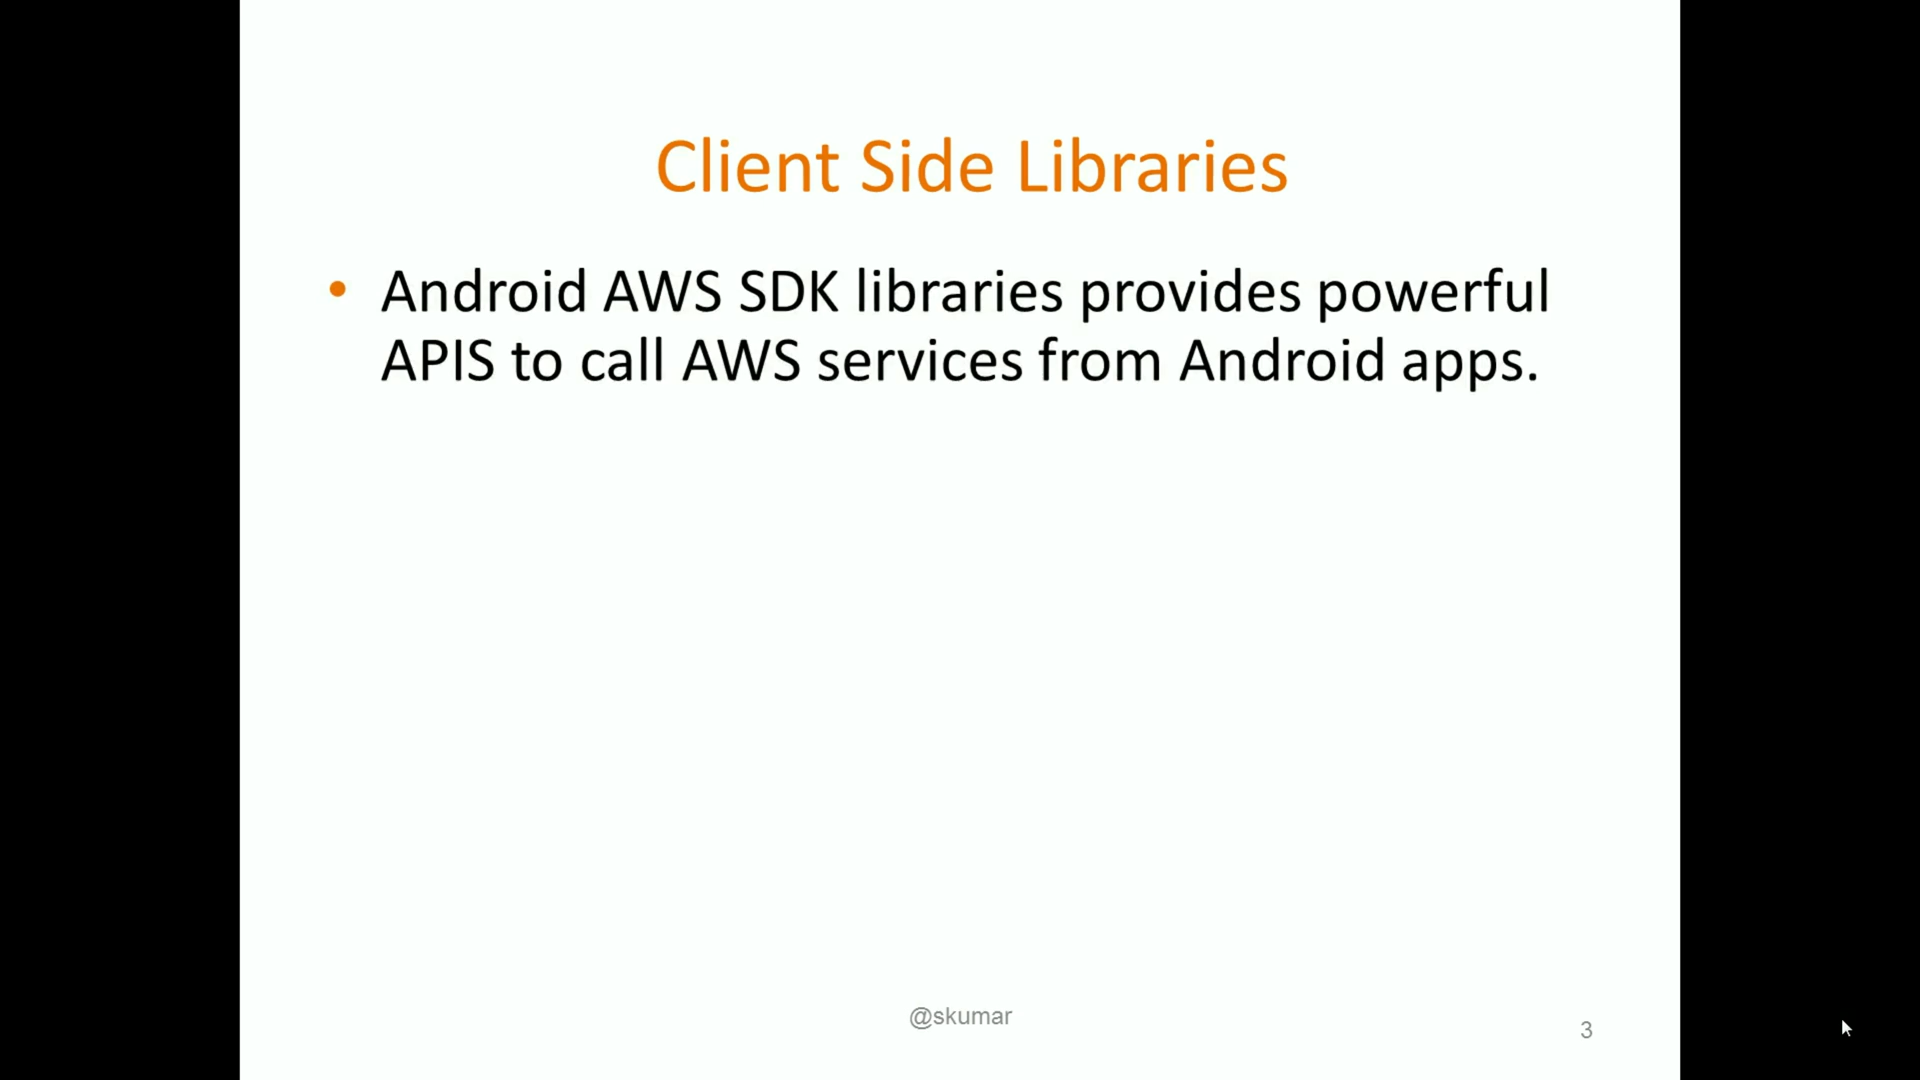 Client Side Libraries
• Android AWS SDK libraries provides powerful
APIS to call AWS services from Android apps.
@skumar
3